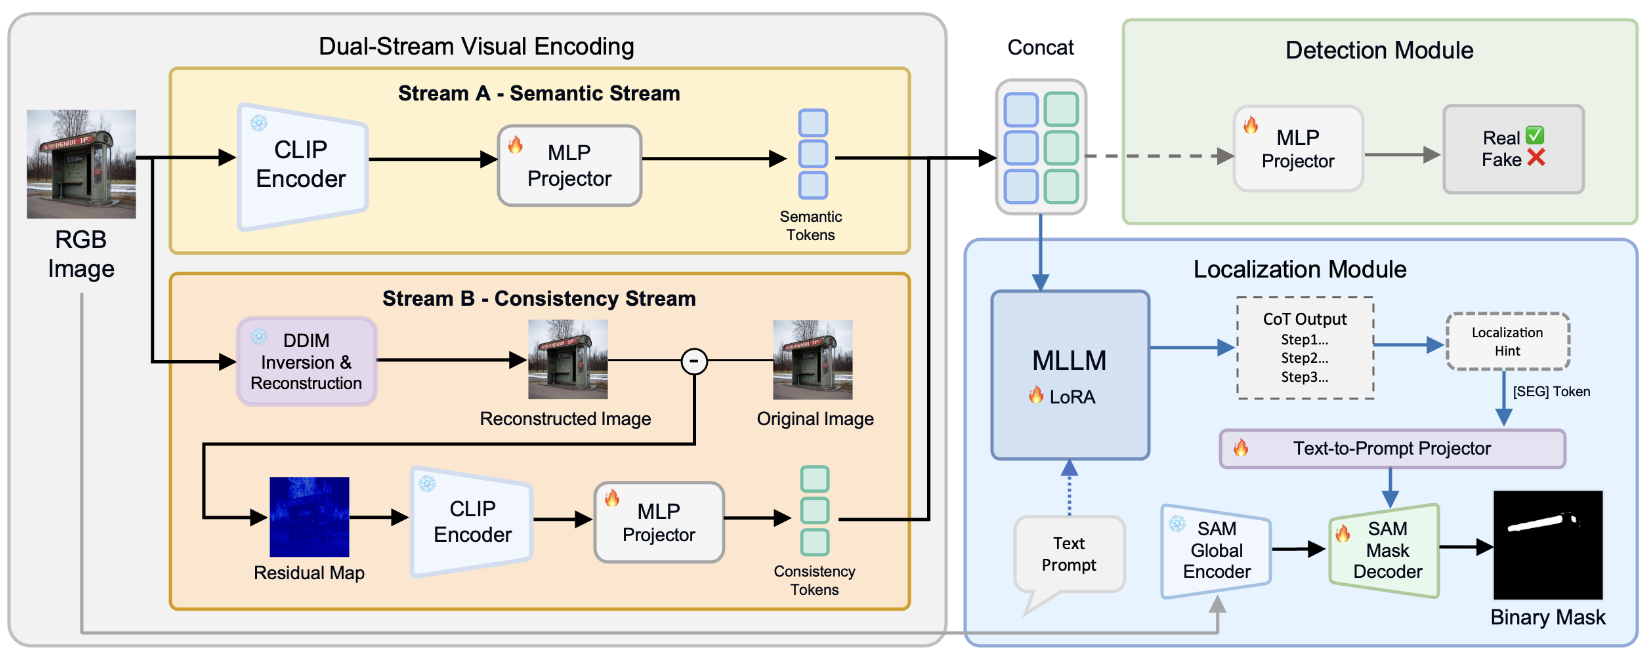 Dual-Stream Visual Encoding
Stream A - Semantic Stream
CLIP
Encoder
MLP
Projector
Semantic
Tokens
RGB
Image
Stream B - Consistency Stream
DDIM
Inversion &
Reconstruction
Reconstructed Image
-
Original Image
Residual Map
CLIP
Encoder
MLP
Projector
Consistency
Tokens
Concat
Detection Module
MLP
Projector
Real ✅
Fake ❌
Localization Module
MLLM
LoRA
CoT Output
Step1...
Step2...
Step3...
Localization
Hint
[SEG] Token
Text-to-Prompt Projector
Text
Prompt
SAM
Global
Encoder
SAM
Mask
Decoder
Binary Mask